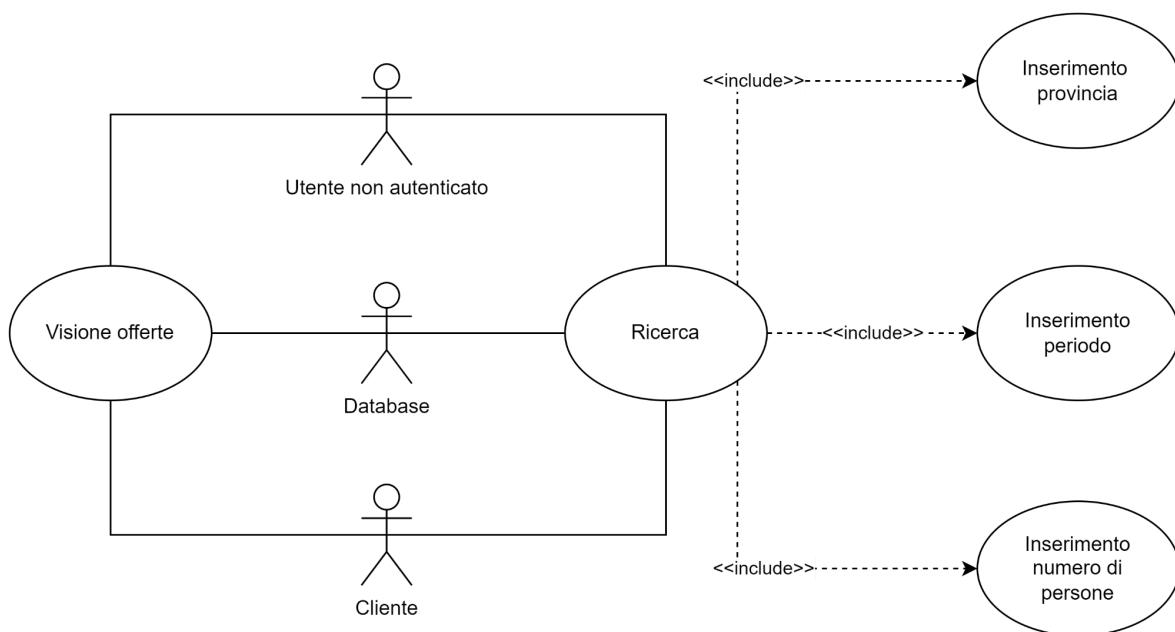 <<include>>
Inserimento
provincia
Utente non autenticato
Visione offerte
Database
Ricerca
<<include>>
Inserimento
periodo
Cliente
<<include>>
Inserimento
numero di
persone